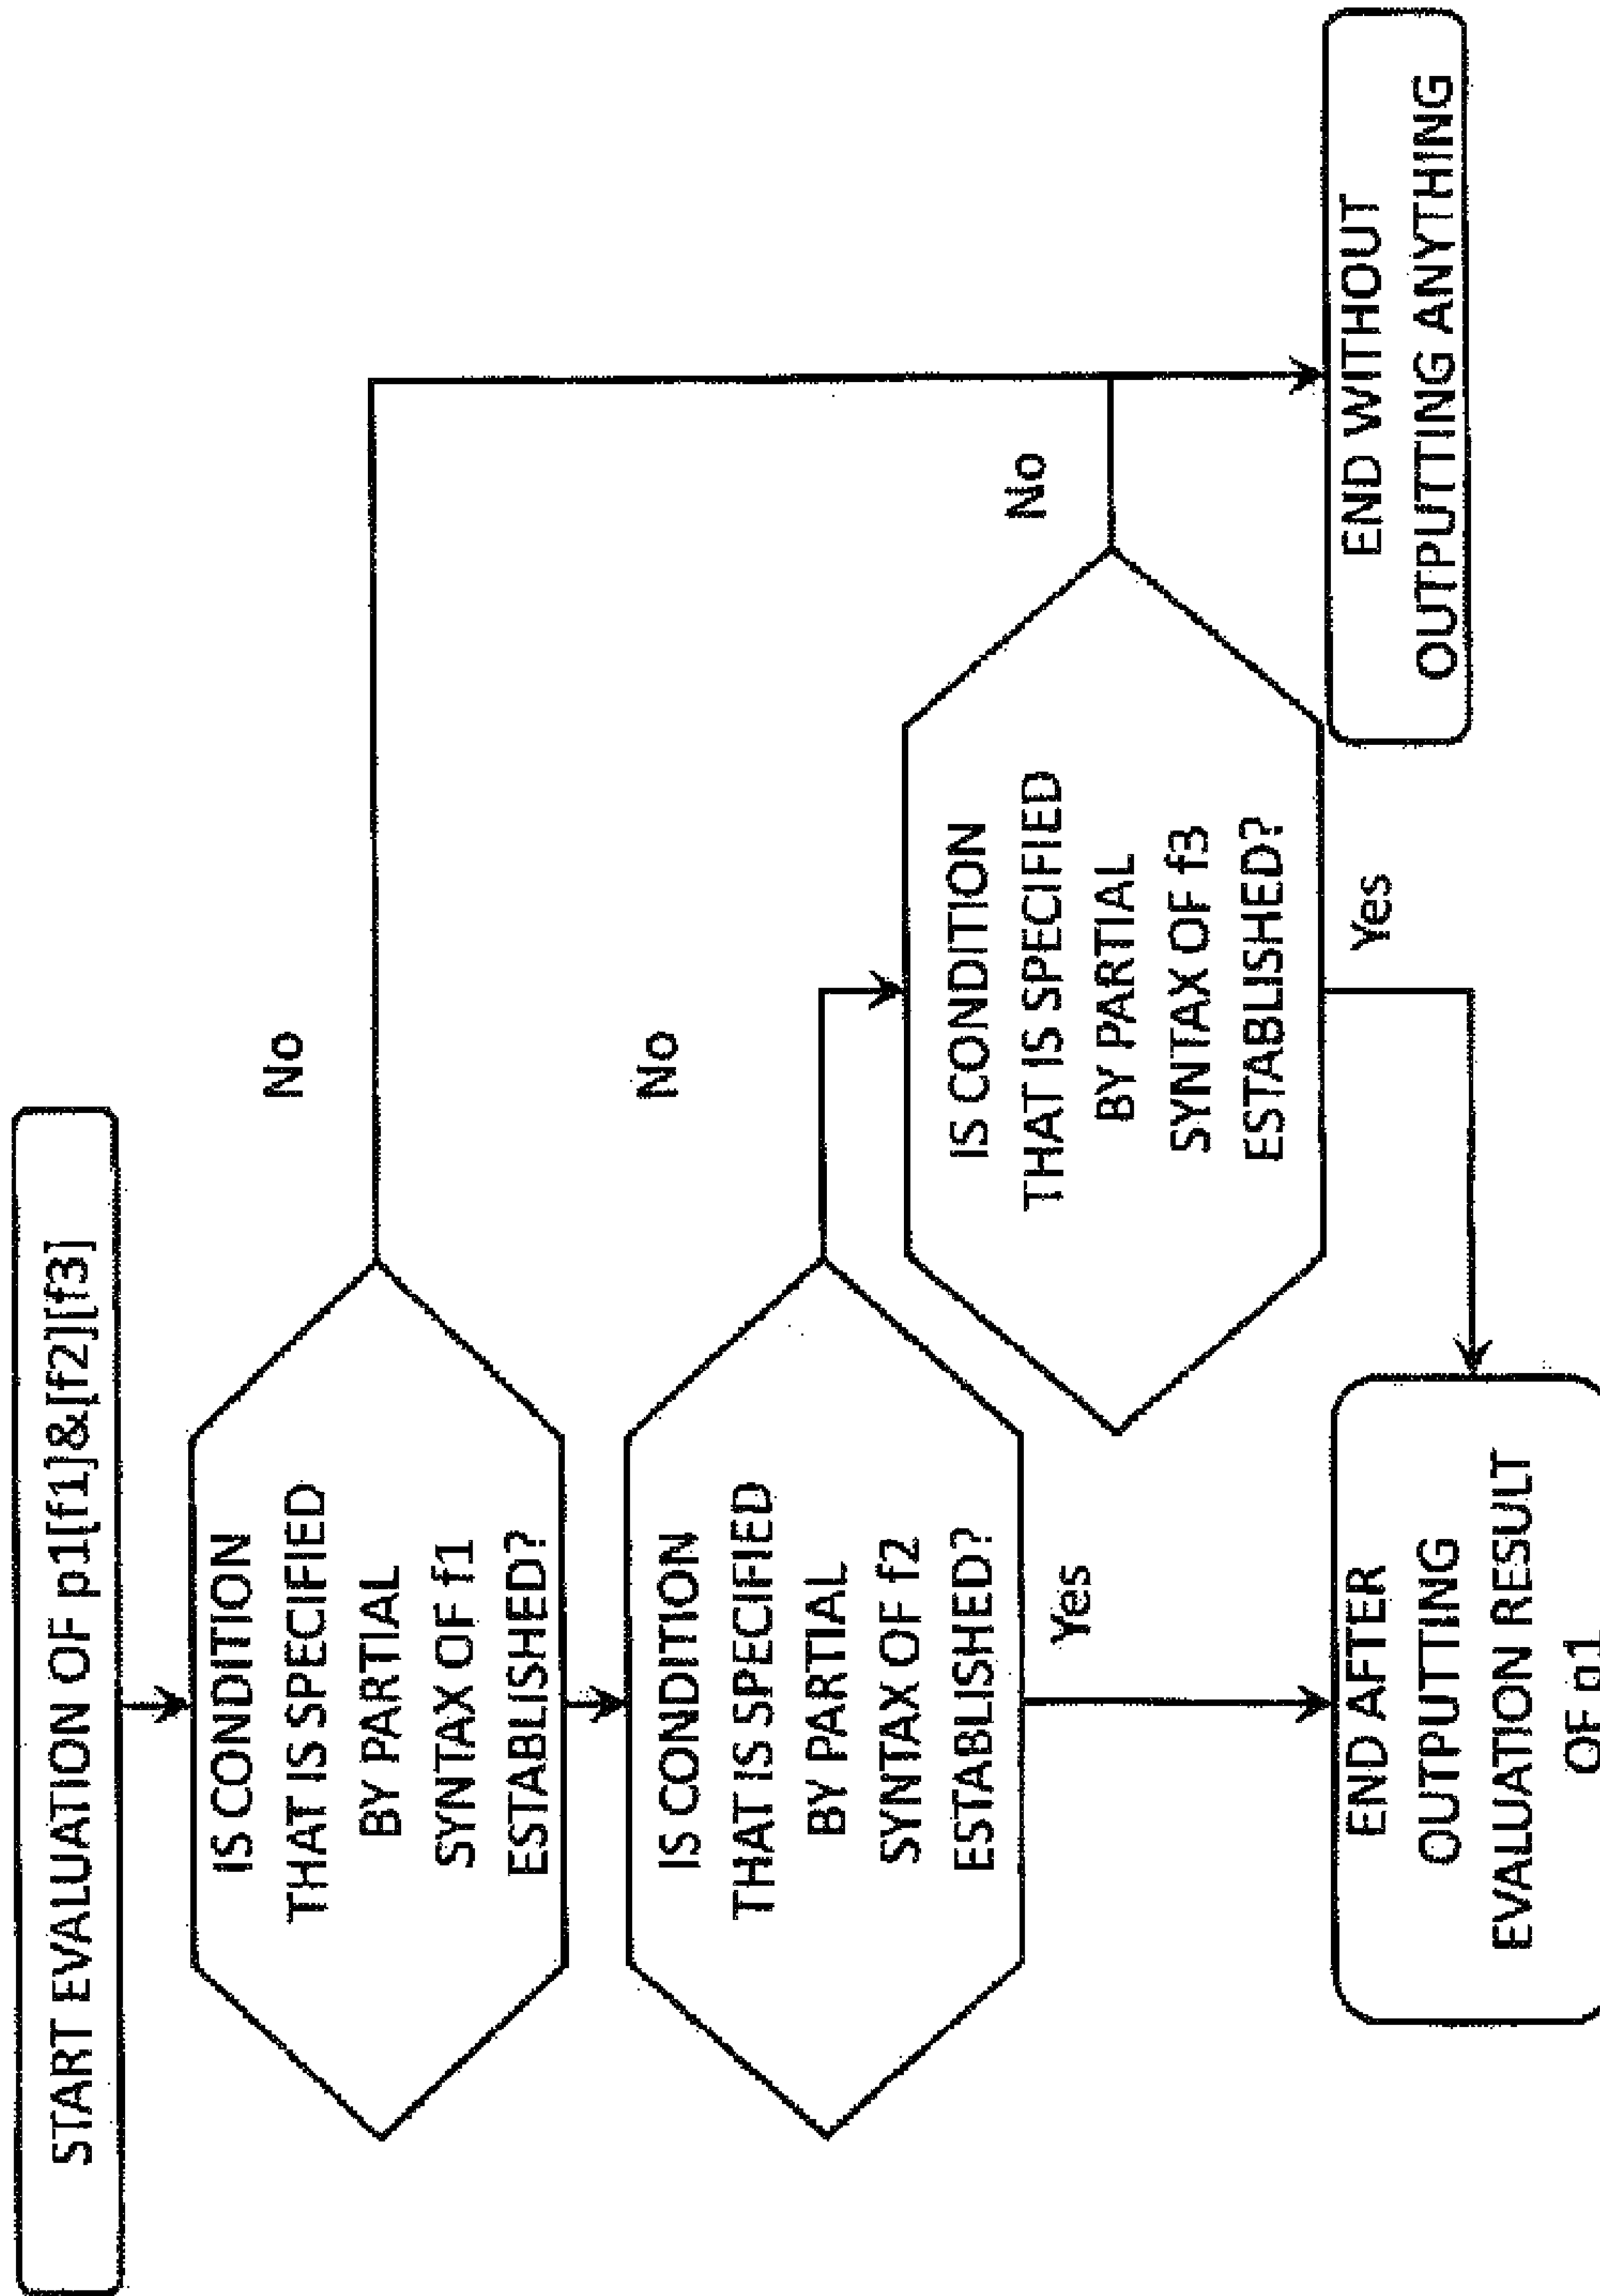 START EVALUATION OF p1[f1]&[f2][f3]
IS CONDITION
THAT IS SPECIFIED
BY PARTIAL
SYNTAX OF f1
ESTABLISHED?
No
IS CONDITION
THAT IS SPECIFIED
BY PARTIAL
SYNTAX OF f2
ESTABLISHED?
No
Yes
IS CONDITION
THAT IS SPECIFIED
BY PARTIAL
SYNTAX OF f3
ESTABLISHED?
No
Yes
END AFTER
OUTPUTTING
EVALUATION RESULT
OF p1
END WITHOUT
OUTPUTTING ANYTHING